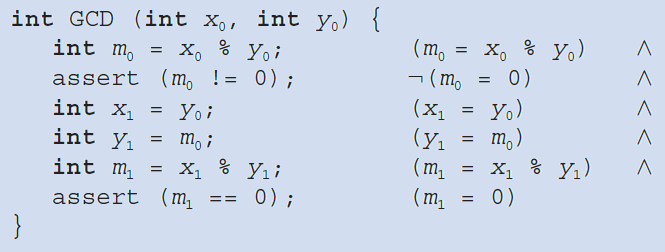 int GCD (int x₀, int y₀) {
int m₀ = x₀ % y₀; (m₀ = x₀ % y₀) ∧
assert (m₀ != 0); ¬(m₀ = 0) ∧
int x₁ = y₀; (x₁ = y₀) ∧
int y₁ = m₀; (y₁ = m₀) ∧
int m₁ = x₁ % y₁; (m₁ = x₁ % y₁) ∧
assert (m₁ == 0); (m₁ = 0)
}